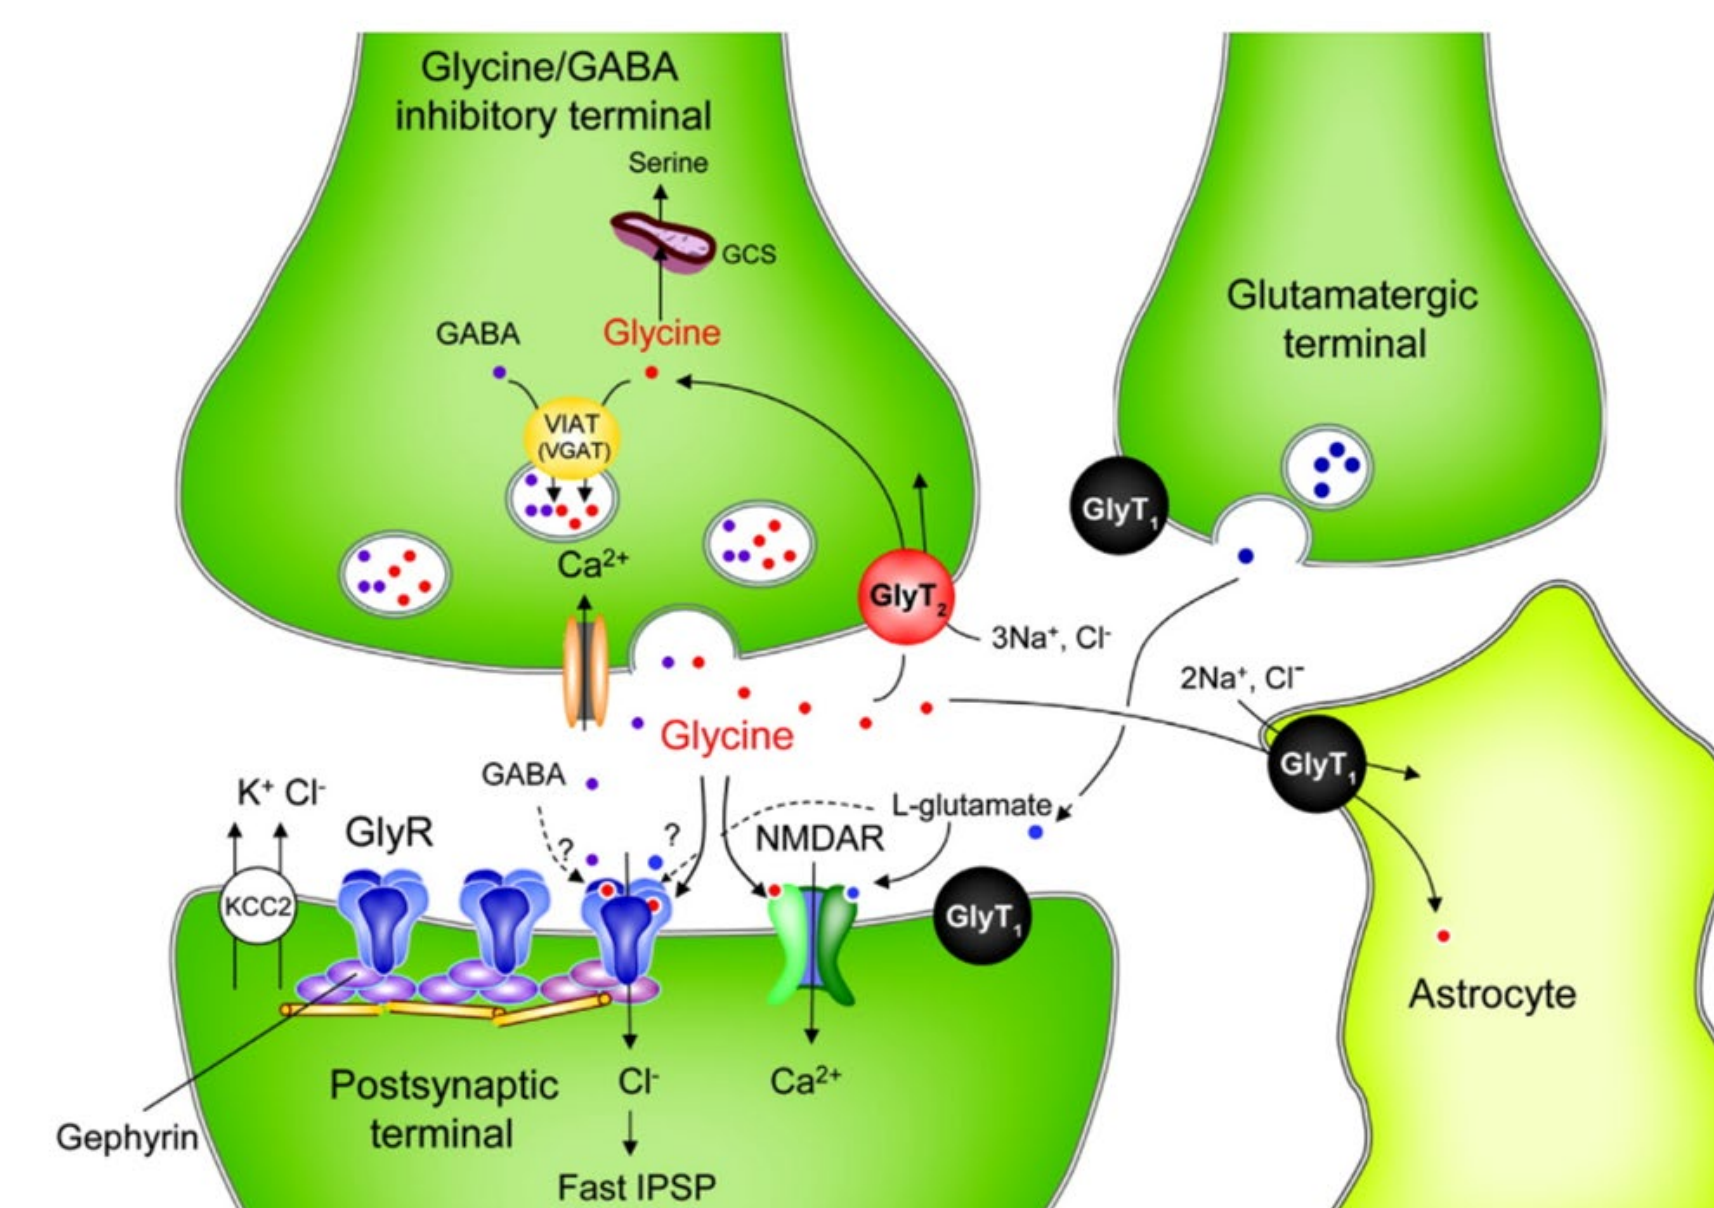 Glycine/GABA
inhibitory terminal
Serine
GCS
GABA
Glycine
VIAT
(VGAT)
Ca²⁺
GlyT₂
3Na⁺, Cl⁻
Glycine
GABA
?
?
K⁺ Cl⁻
KCC2
GlyR
NMDAR
L-glutamate
GlyT₁
Glutamatergic
terminal
GlyT₁
2Na⁺, Cl⁻
GlyT₁
Astrocyte
Postsynaptic
terminal
Cl⁻
Ca²⁺
Gephyrin
Fast IPSP